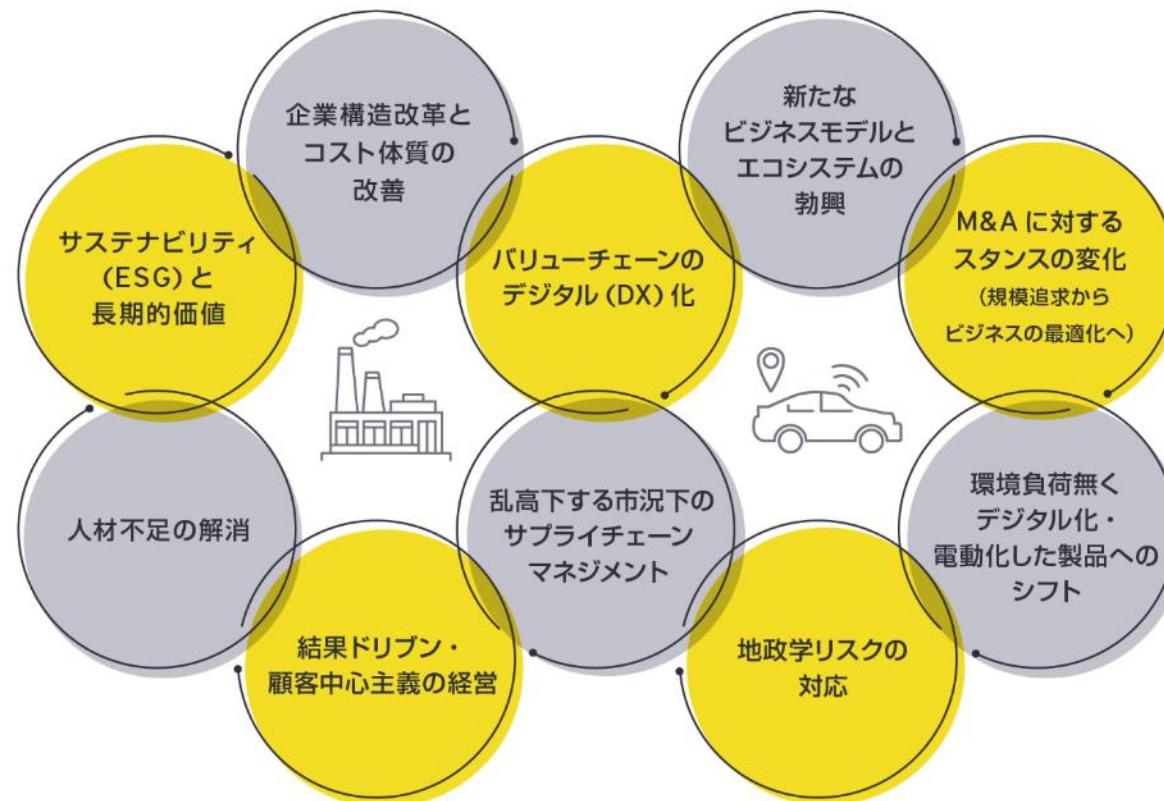 企業構造改革と
コスト体質の
改善
新たな
ビジネスモデルと
エコシステムの
勃興
サステナビリティ
(ESG)と
長期的価値
バリューチェーンの
デジタル(DX)化
M&Aに対する
スタンスの変化
(規模追求から
ビジネスの最適化へ)
人材不足の解消
乱高下する市況下の
サプライチェーン
マネジメント
環境負荷無く
デジタル化・
電動化した製品への
シフト
結果ドリブン・
顧客中心主義の経営
地政学リスクの
対応